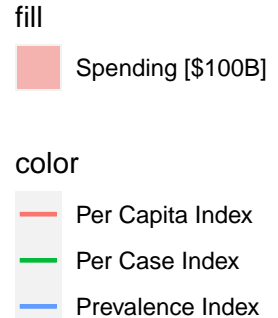 fill
Spending [$100B]
color
Per Capita Index
Per Case Index
Prevalence Index